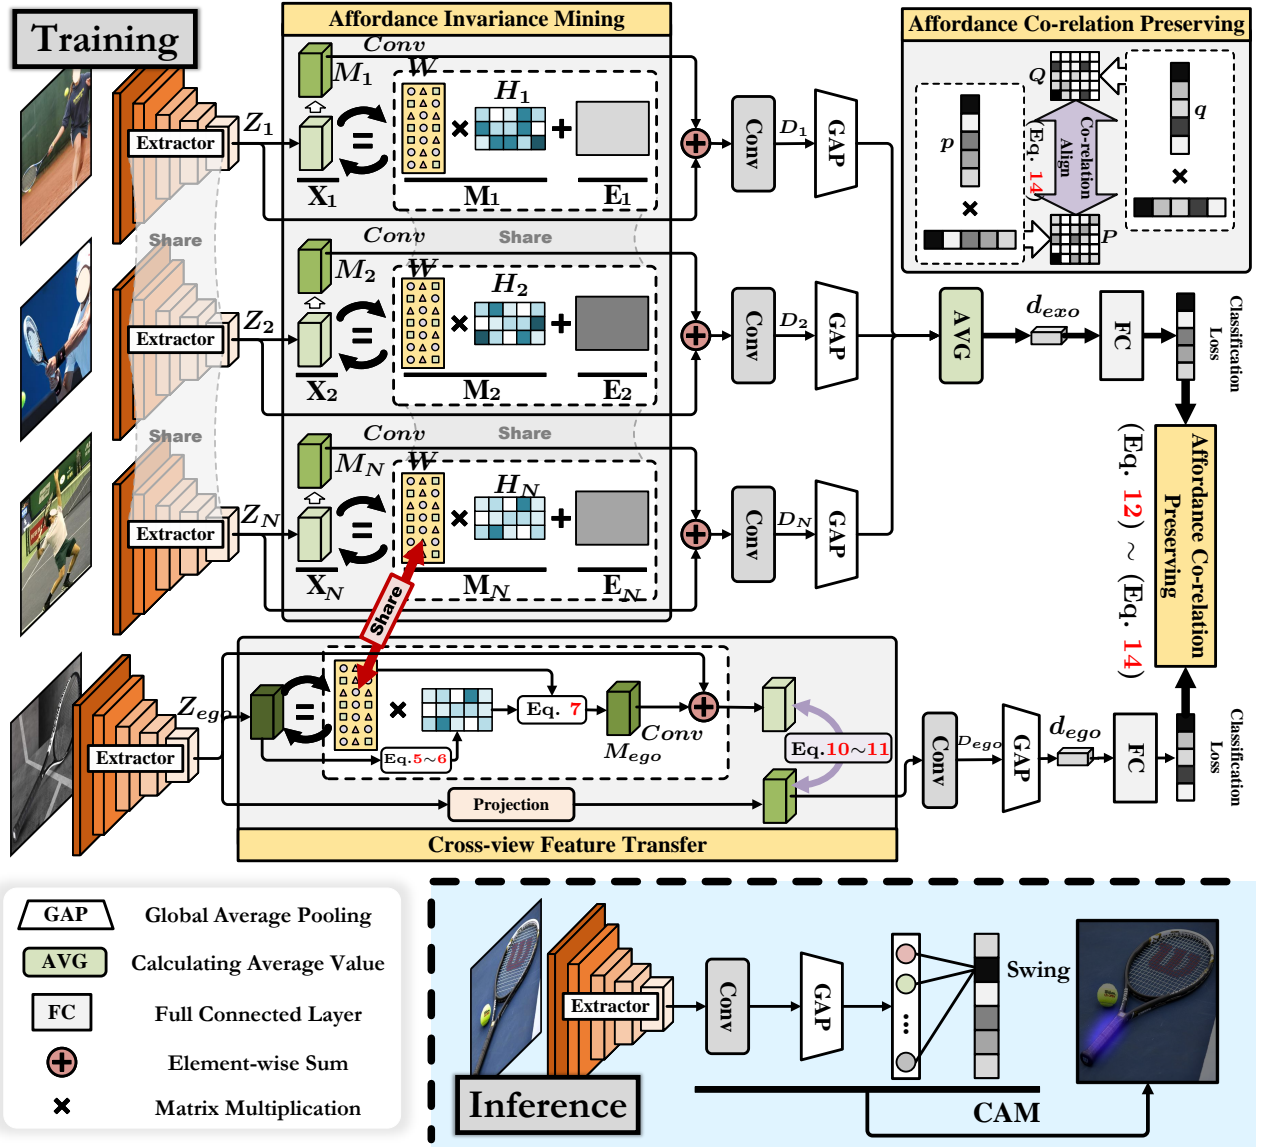 Training
Affordance Invariance Mining
Affordance Co-relation Preserving
Extractor
Z1
Conv
M1
W
H1
X1
=
×
+
M1
E1
+
Conv
D1
GAP
Share
Share
Extractor
Z2
Conv
M2
W
H2
X2
=
×
+
M2
E2
+
Conv
D2
GAP
Share
Share
Extractor
ZN
Conv
MN
W
HN
XN
=
×
+
MN
EN
+
Conv
DN
GAP
Q
q
p
×
×
P
(Eq. 14)
Co-relation
Align
AVG
dexo
FC
Classification
Loss
Affordance Co-relation
Preserving
(Eq. 12) ~ (Eq. 14)
Share
Extractor
Zego
=
×
Eq. 7
Eq.5~6
Mego
Conv
+
Eq.10~11
Projection
Cross-view Feature Transfer
Conv
Dego
GAP
dego
FC
Classification
Loss
GAP Global Average Pooling
AVG Calculating Average Value
FC Full Connected Layer
+ Element-wise Sum
× Matrix Multiplication
Extractor
Conv
GAP
...
Swing
W
Inference
CAM